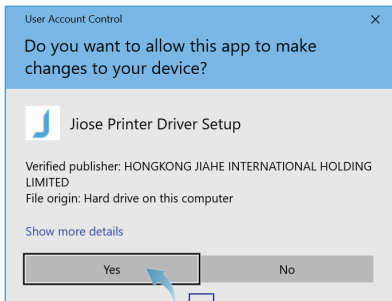 User Account Control
Do you want to allow this app to make
changes to your device?
Jiose Printer Driver Setup
Verified publisher: HONGKONG JIAHE INTERNATIONAL HOLDING
LIMITED
File origin: Hard drive on this computer
Show more details
Yes
No